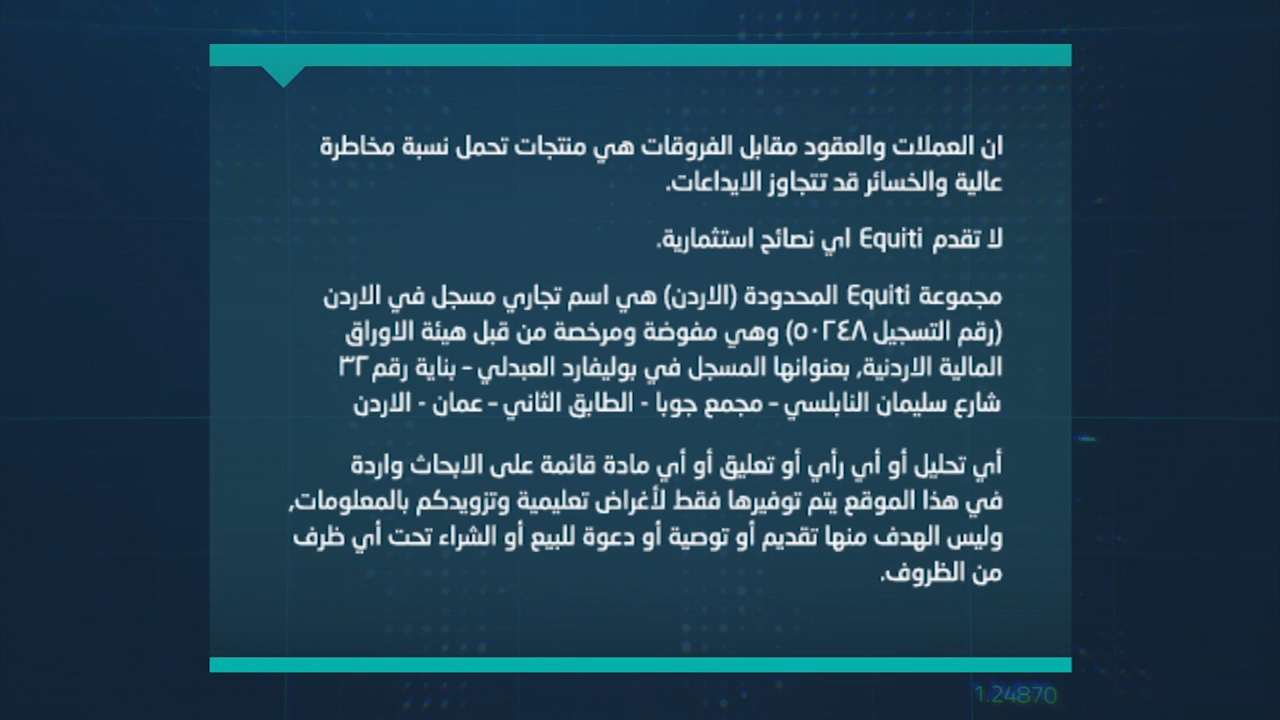 ان العملات والعقود مقابل الفروقات هي منتجات تحمل نسبة مخاطرة
عالية والخسائر قد تتجاوز الايداعات.
لا تقدم Equiti اي نصائح استثمارية.
مجموعة Equiti المحدودة (الاردن) هي اسم تجاري مسجل في الاردن
(رقم التسجيل ٥٠٢٤٨) وهي مفوضة ومرخصة من قبل هيئة الاوراق
المالية الاردنية, بعنوانها المسجل في بوليفارد العبدلي – بناية رقم ٣٢
شارع سليمان النابلسي – مجمع جوبا - الطابق الثاني – عمان - الاردن
أي تحليل أو أي رأي أو تعليق أو أي مادة قائمة على الابحاث واردة
في هذا الموقع يتم توفيرها فقط لأغراض تعليمية وتزويدكم بالمعلومات,
وليس الهدف منها تقديم أو توصية أو دعوة للبيع أو الشراء تحت أي ظرف
من الظروف.
1.24870